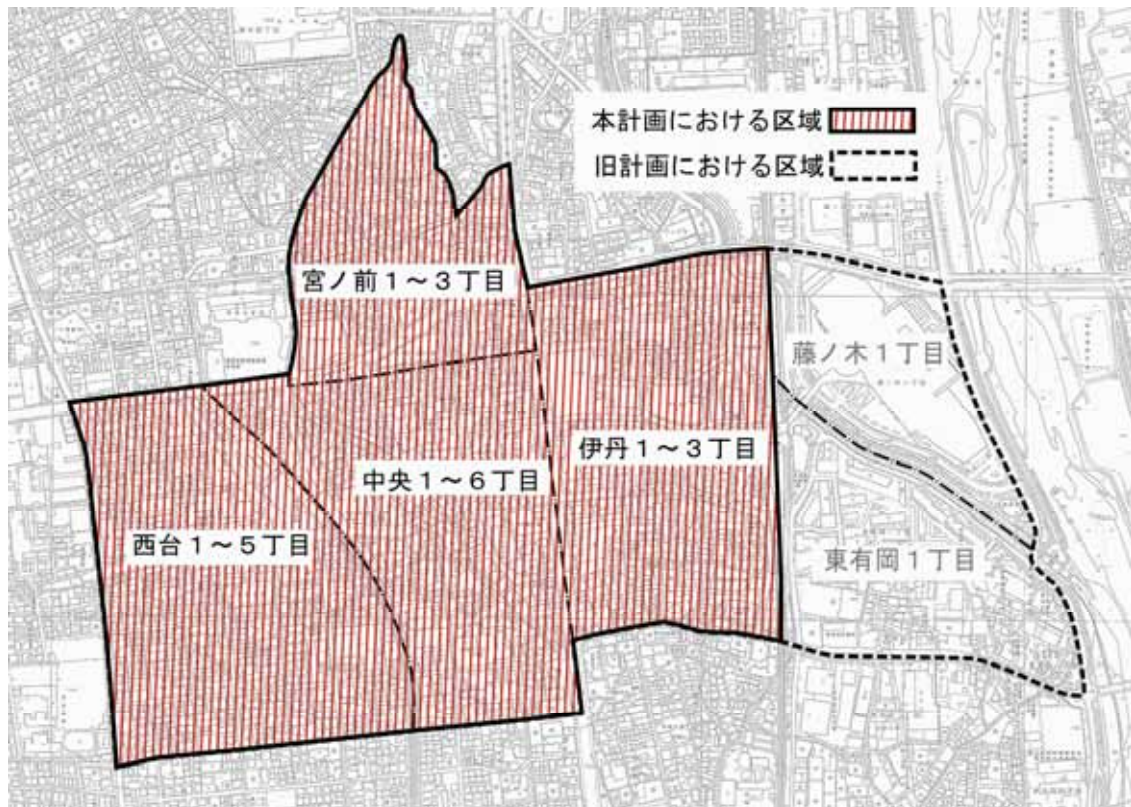 本計画における区域
旧計画における区域
宮ノ前1~3丁目
藤ノ木1丁目
伊丹1~3丁目
中央1~6丁目
西台1~5丁目
東有岡1丁目